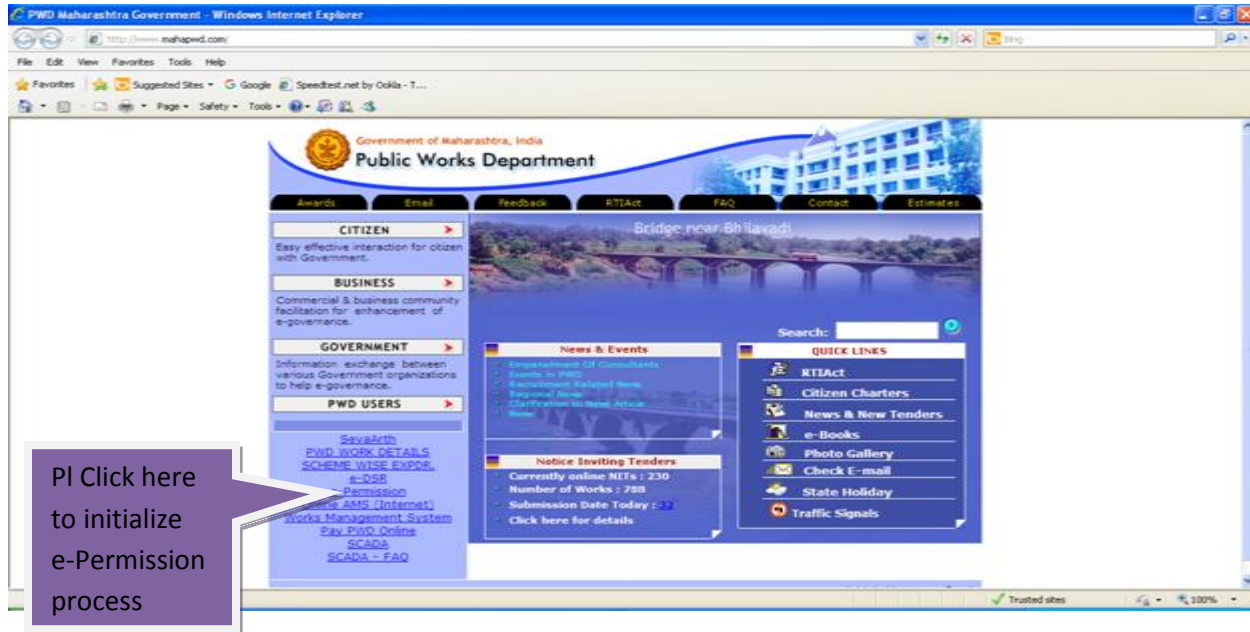 PWD Maharashtra Government - Windows Internet Explorer
http://www.mahapwd.com/
Bing
File Edit View Favorites Tools Help
Favorites Suggested Sites Google Speedtest.net by Ookla - T...
Page Safety Tools
Government of Maharashtra, India
Public Works Department
Awards Email Feedback RTIAct FAQ Contact Estimates
Bridge near Bhilavadi
CITIZEN
Easy effective interaction for citizen
with Government.
BUSINESS
Commercial & business community
facilitation for enhancement of
e-governance.
GOVERNMENT
Information exchange between
various Government organizations
to help e-governance.
PWD USERS
SevaArth
PWD WORK DETAILS
SCHEME WISE EXPDR.
e-DSR
Permission
AMS (Internet)
Works Management System
Pay PWD Online
SCADA
SCADA - FAQ
Search:
News & Events
Empanelment Of Consultants
Events in PWD
Recruitment Related News
Regional News
Clarification to News Article
News
Notice Inviting Tenders
Currently online NITs : 230
Number of Works : 788
Submission Date Today :
Click here for details
QUICK LINKS
RTIAct
Citizen Charters
News & New Tenders
e-Books
Photo Gallery
Check E-mail
State Holiday
Traffic Signals
Pl Click here
to initialize
e-Permission
process
Trusted sites
100%